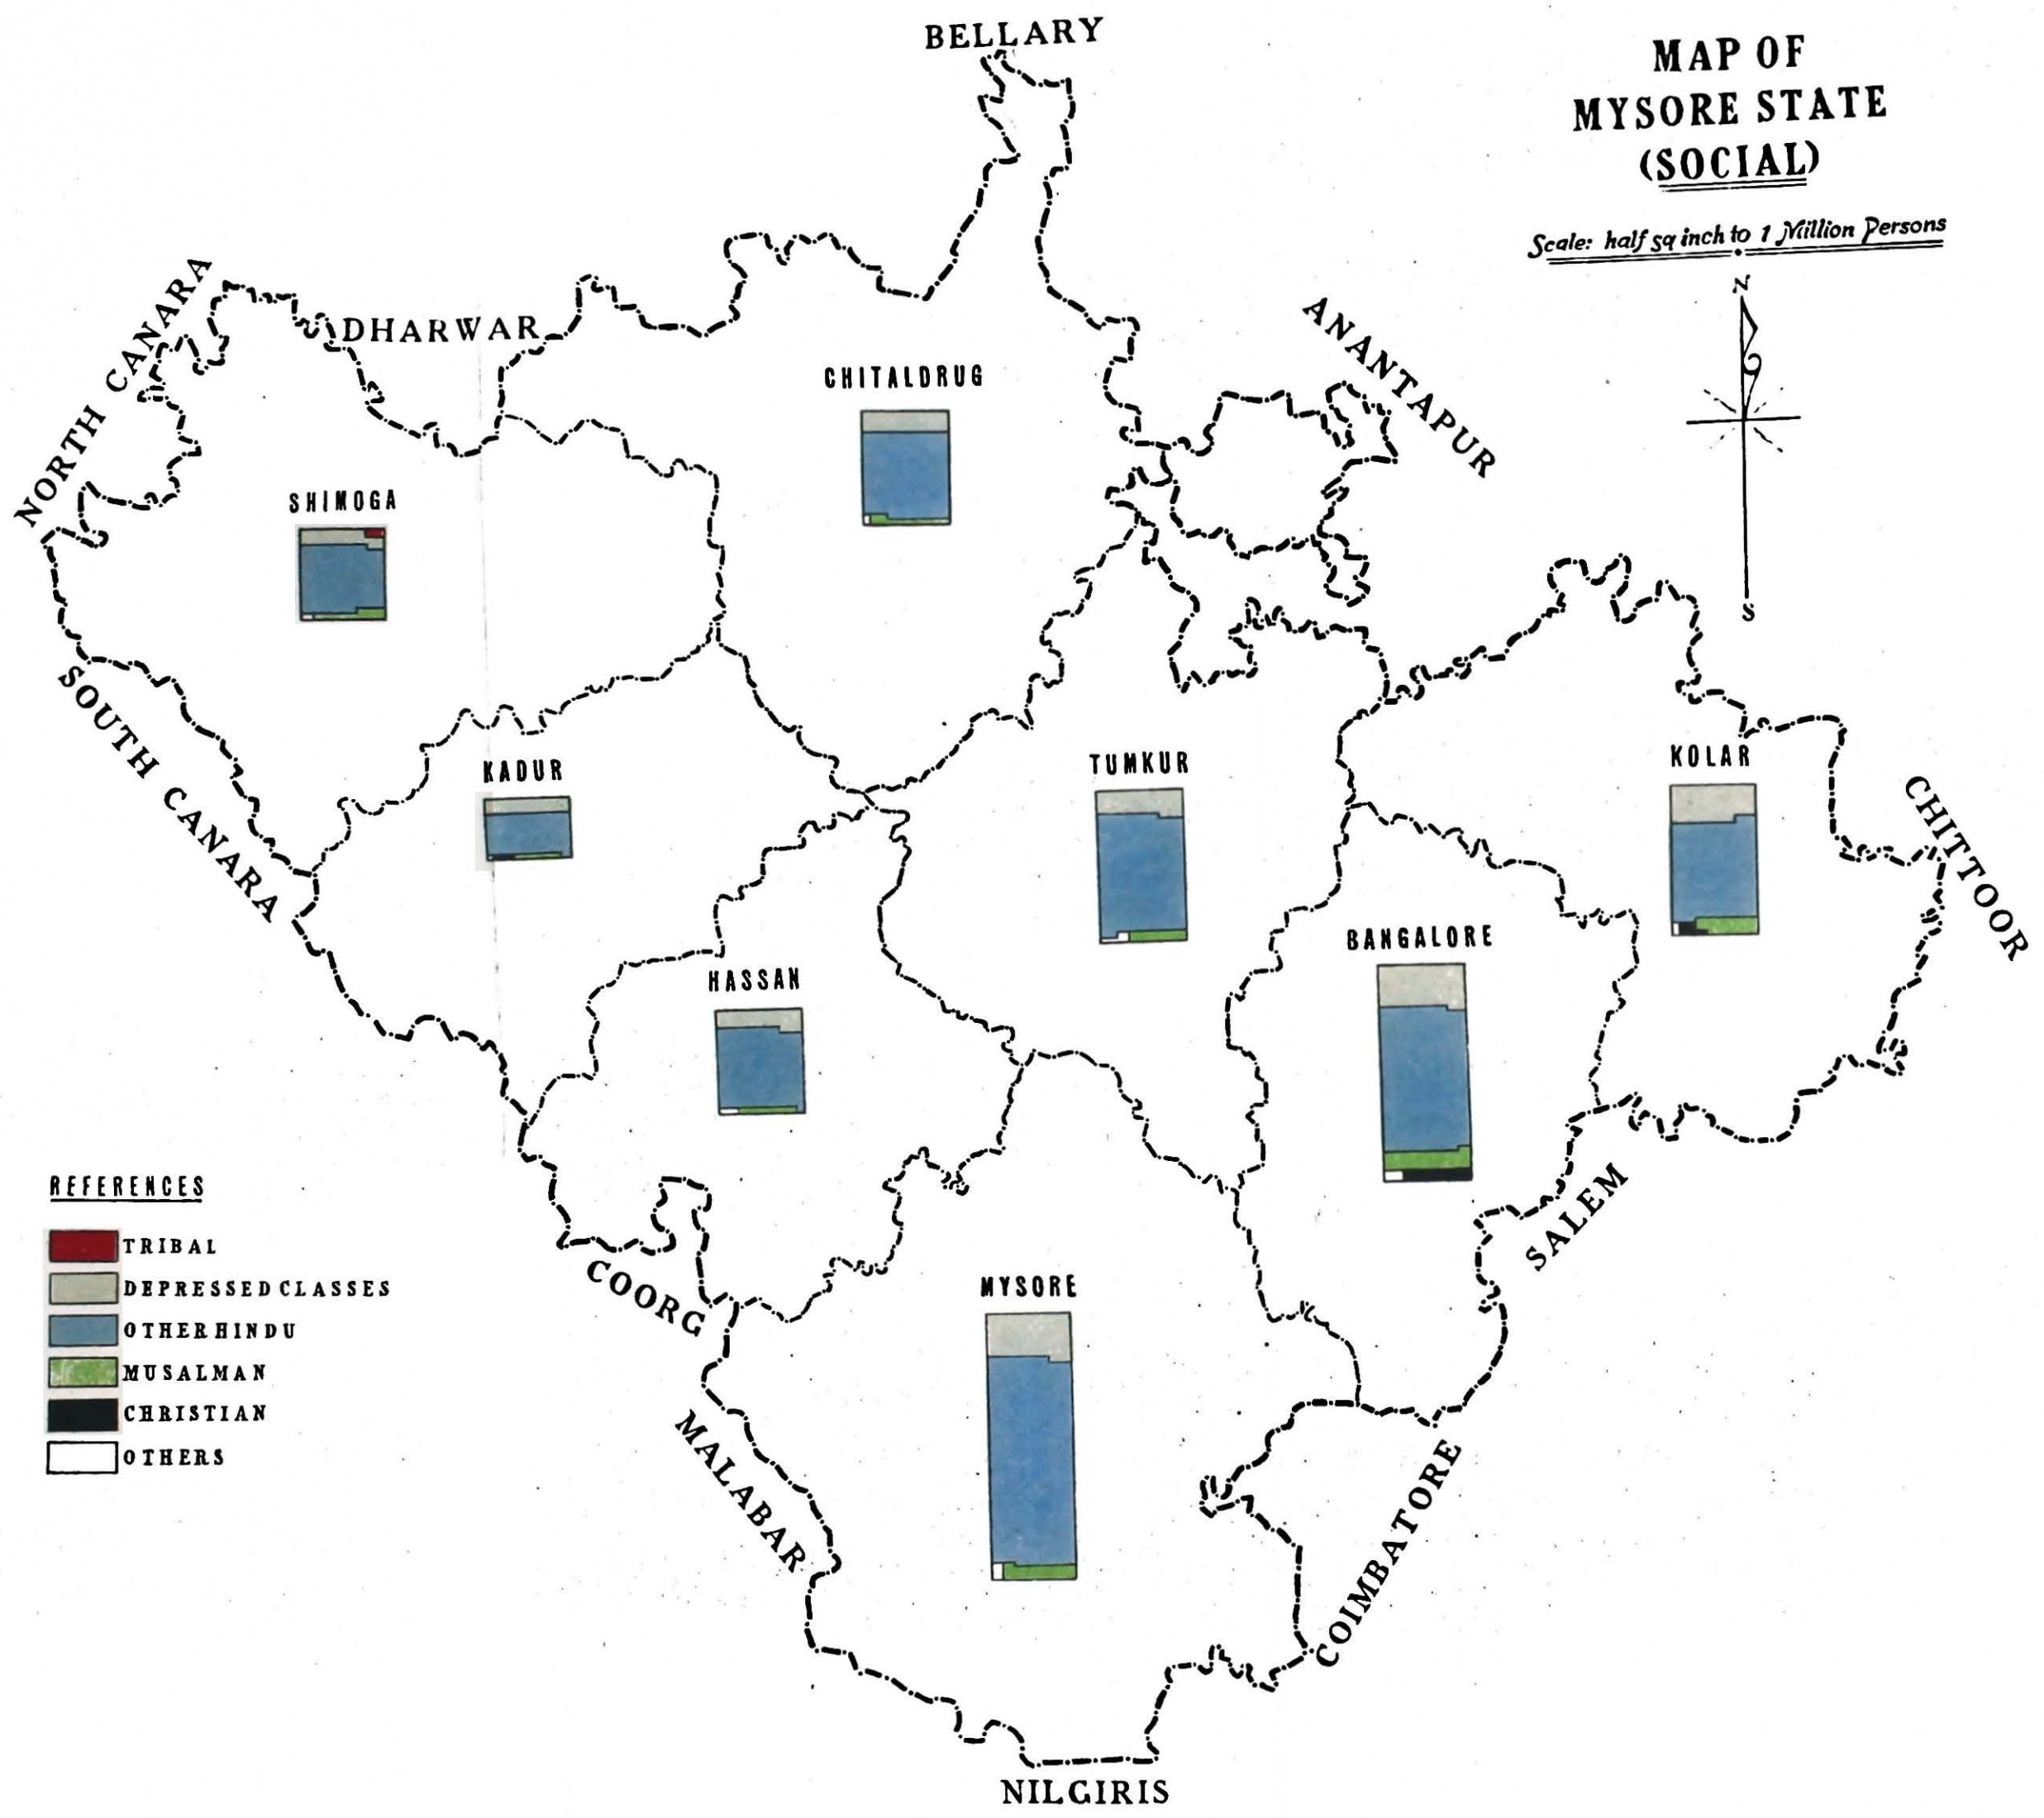 BELLARY
MAP OF
MYSORE STATE
(SOCIAL)
Scale: half sq inch to 1 Million Persons
N
S
NORTH CANARA
DHARWAR
ANANTAPUR
CHITALDRUG
SHIMOGA
SOUTH CANARA
KADUR
TUMKUR
KOLAR
CHITTOOR
BANGALORE
HASSAN
REFERENCES
TRIBAL
DEPRESSED CLASSES
OTHER HINDU
MUSALMAN
CHRISTIAN
OTHERS
COORG
SALEM
MYSORE
MALABAR
COIMBATORE
NILGIRIS